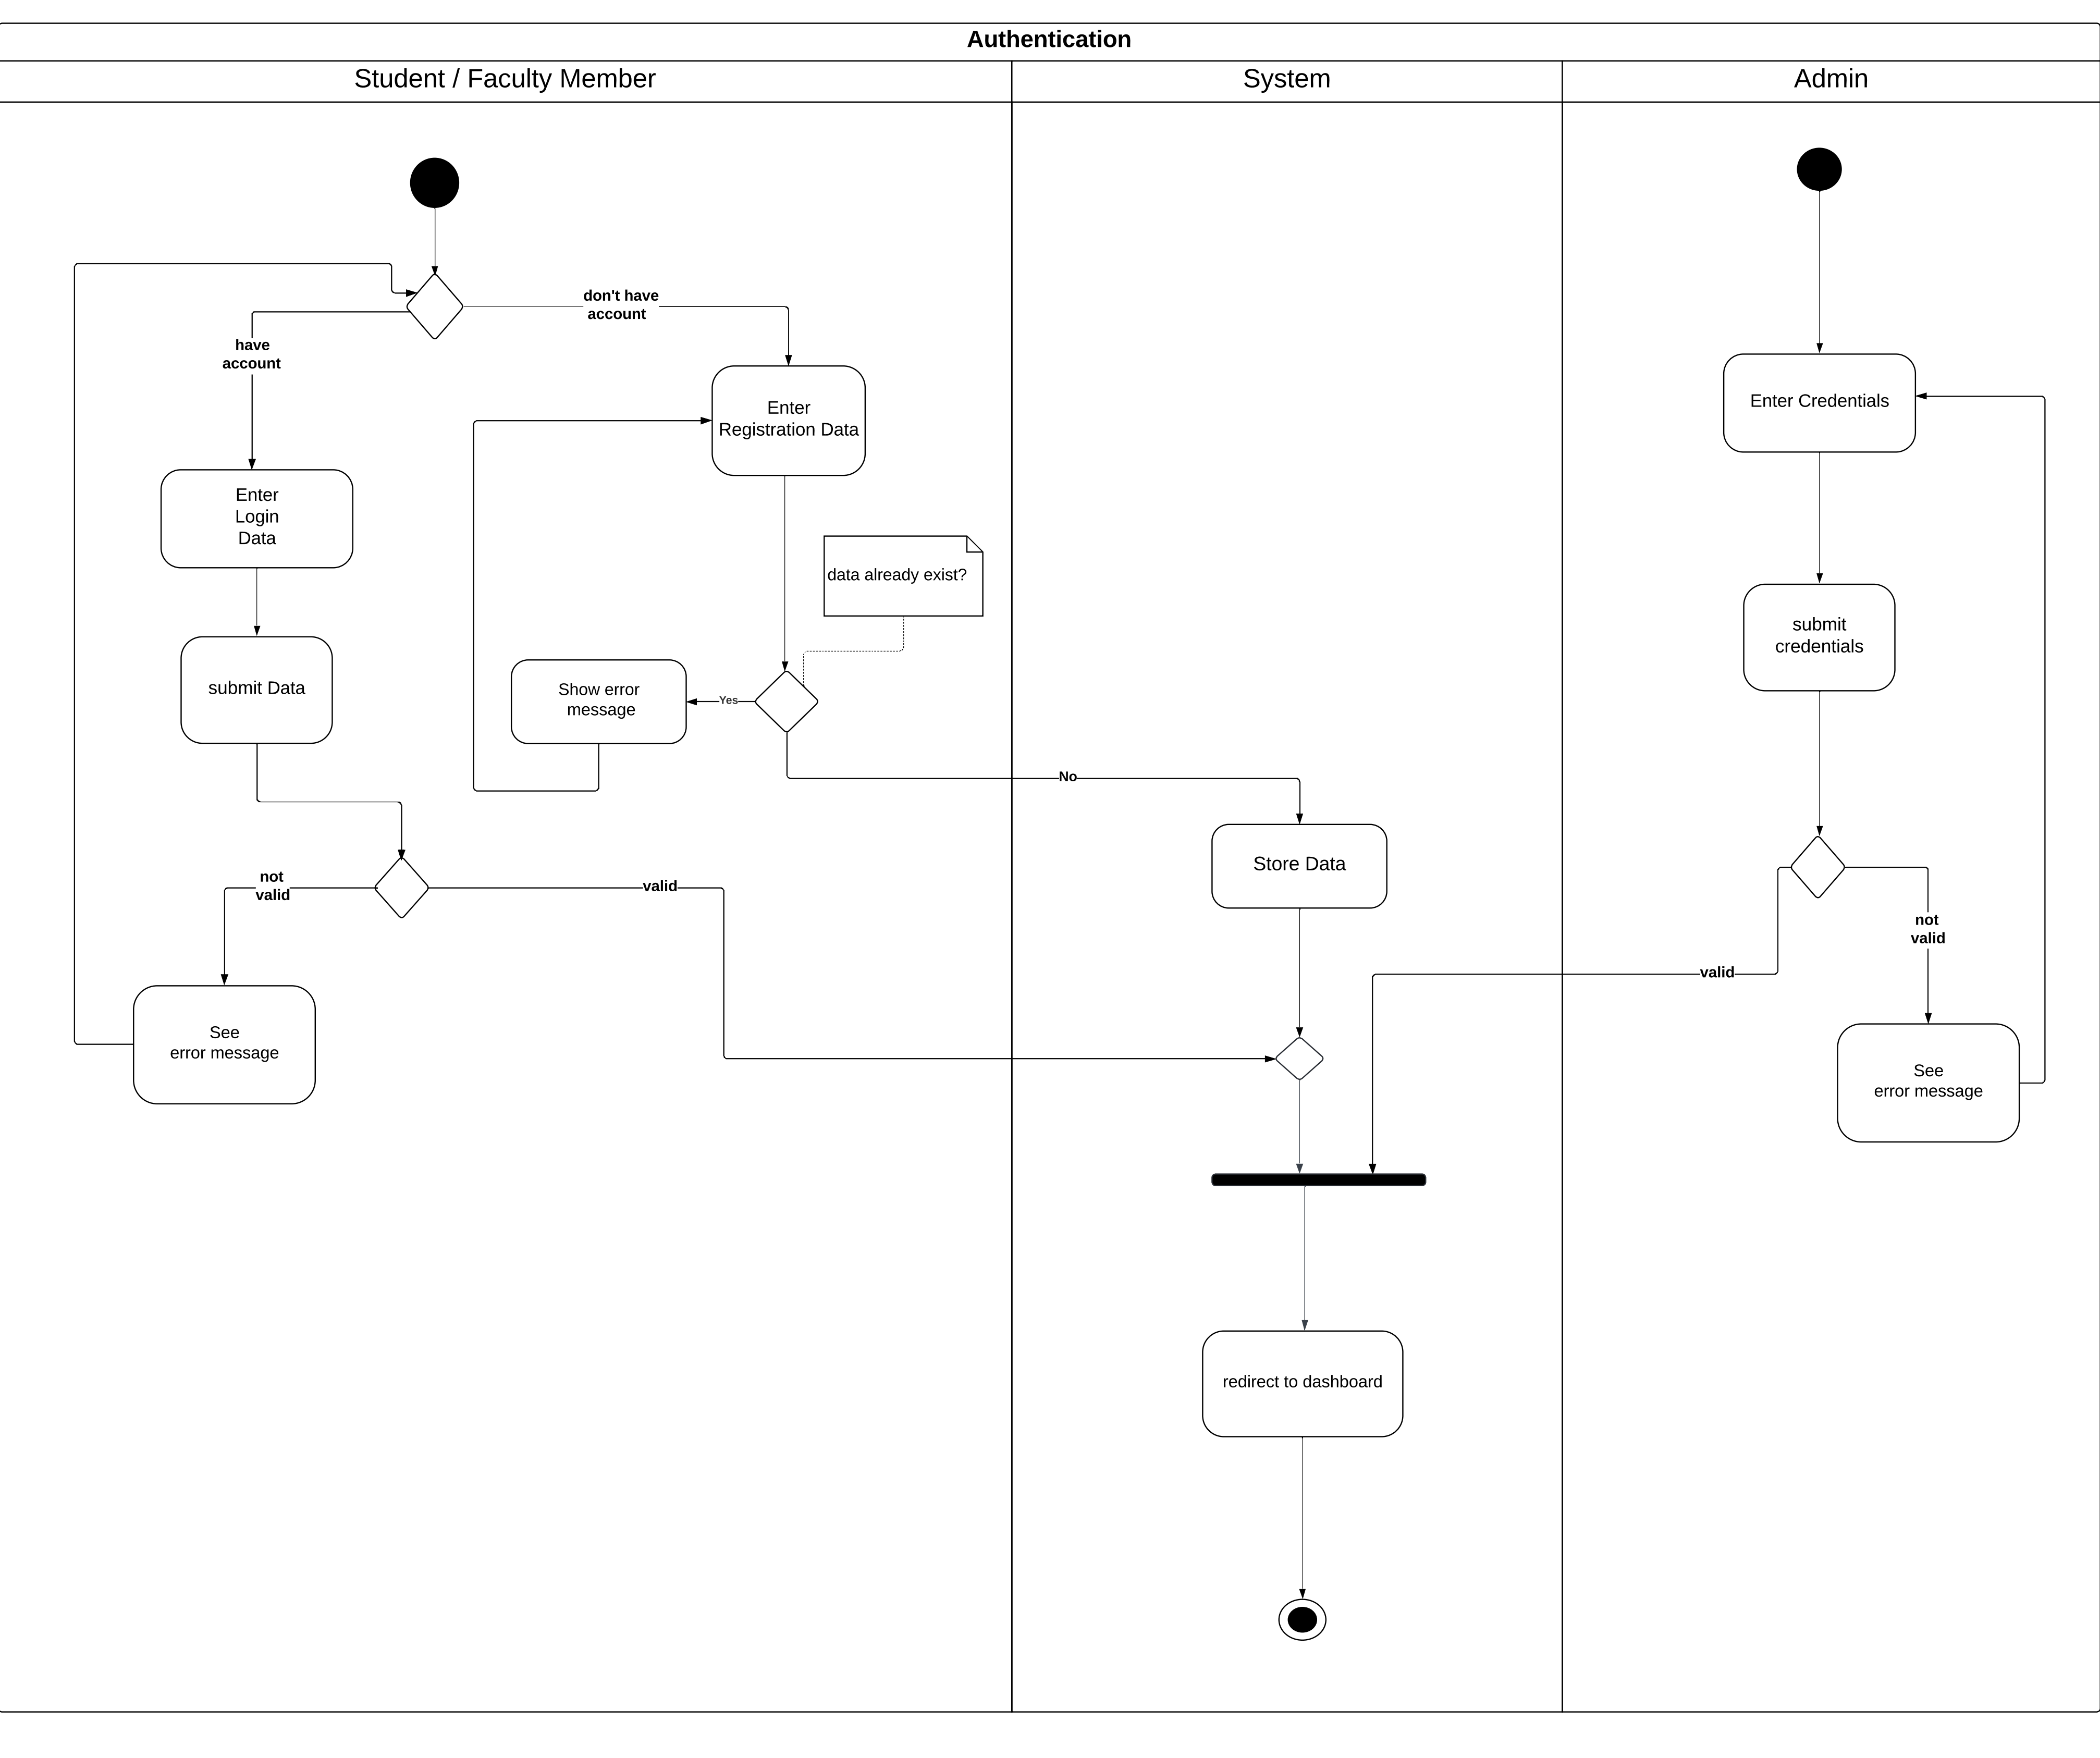 Authentication
Student / Faculty Member
System
Admin
don't have
account
have
account
Enter
Registration Data
Enter Credentials
Enter
Login
Data
data already exist?
submit
credentials
submit Data
Show error
message
Yes
No
Store Data
not
valid
valid
not
valid
valid
See
error message
See
error message
redirect to dashboard